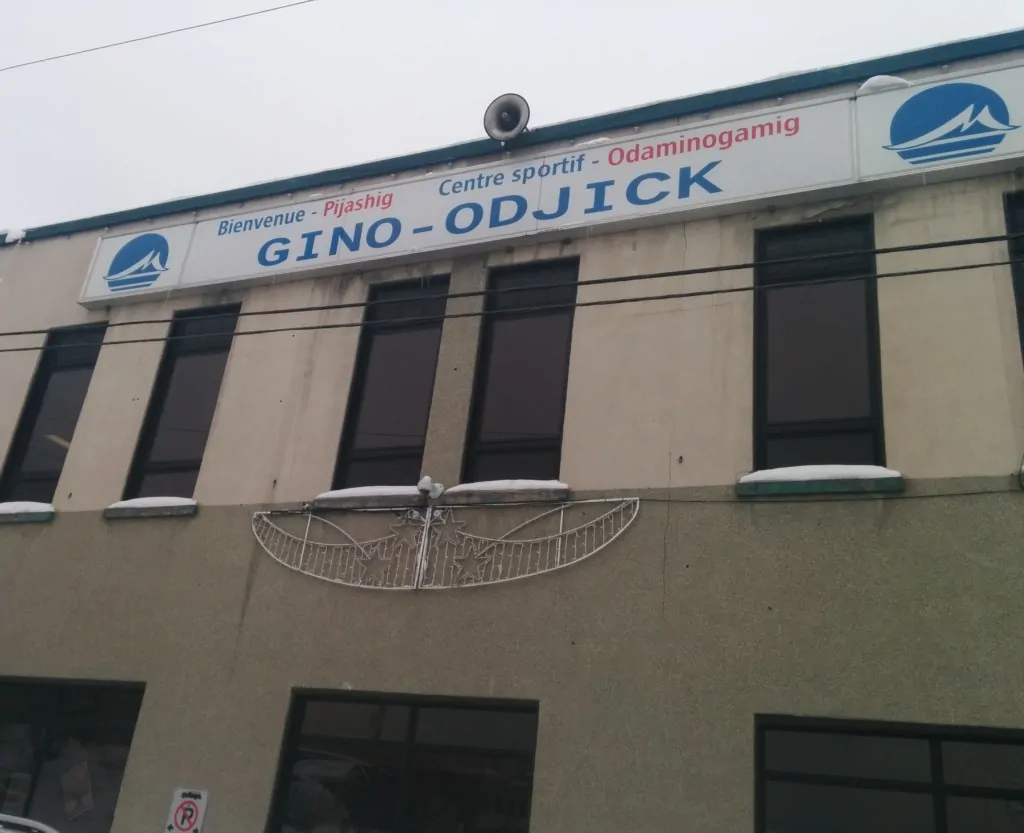 Bienvenue - Pijashig Centre sportif - Odaminogamig
GINO-ODJICK
P